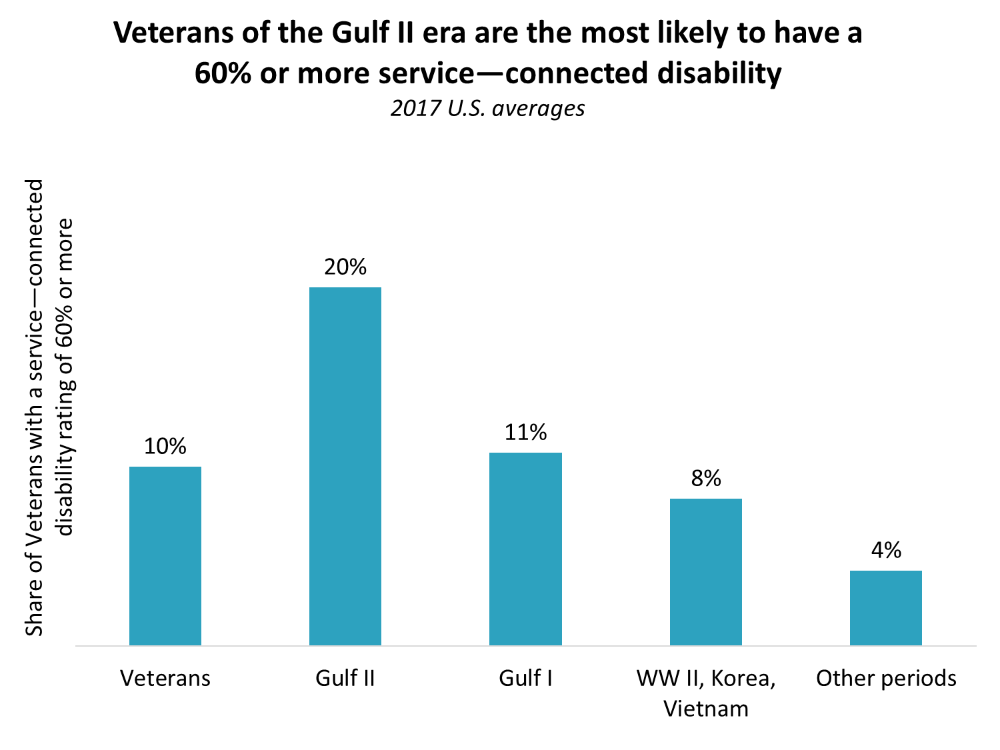 Veterans of the Gulf II era are the most likely to have a
60% or more service—connected disability
2017 U.S. averages
Share of Veterans with a service—connected
disability rating of 60% or more
10%
20%
11%
8%
4%
Veterans
Gulf II
Gulf I
WW II, Korea,
Vietnam
Other periods